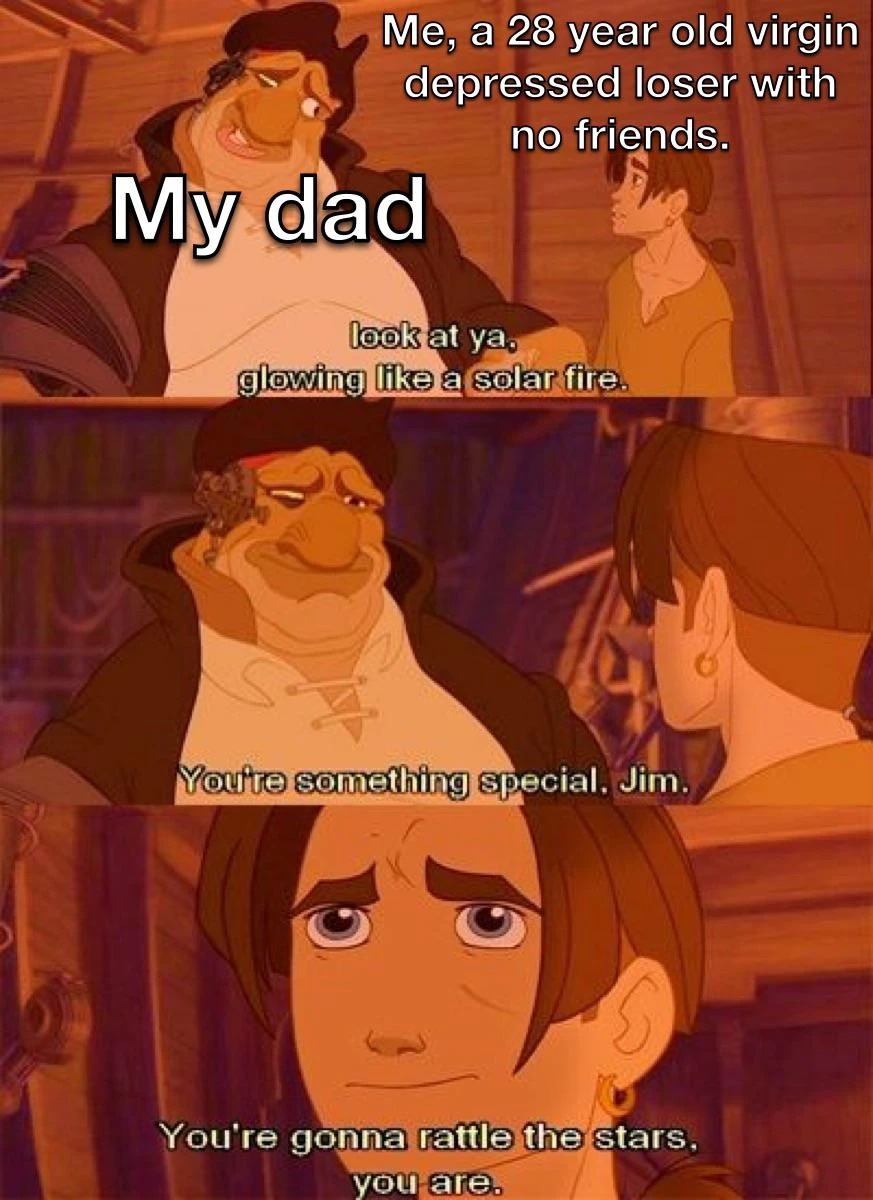 Me, a 28 year old virgin
depressed loser with
no friends.
My dad
look at ya,
glowing like a solar fire.
You're something special, Jim.
You're gonna rattle the stars,
you are.